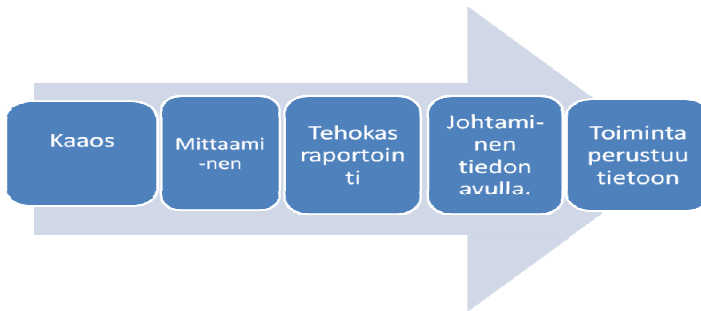 Kaaos
Mittaami
-nen
Tehokas
raportoin
ti
Johtami-
nen
tiedon
avulla.
Toiminta
perustuu
tietoon